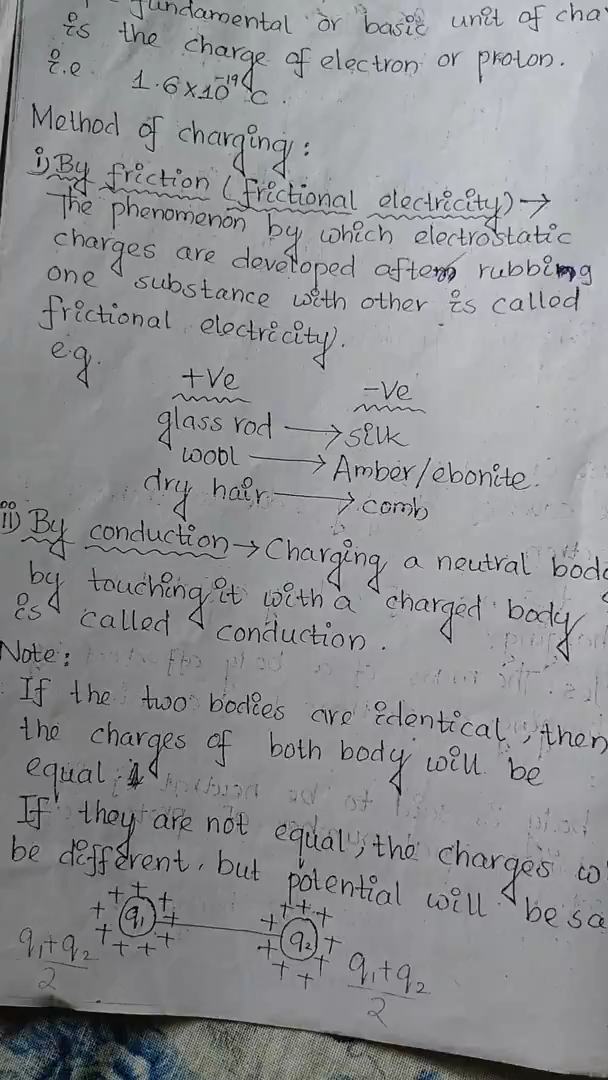 fundamental or basic unit of cha
is the charge of electron or proton.
i.e 1.6×10⁻¹⁹C.
Method of charging:
i) By friction (frictional electricity) →
The phenomenon by which electrostatic
charges are developed after rubbing
one substance with other is called
frictional electricity).
e.g.
+ve -ve
glass rod → silk
wool → Amber/ebonite.
dry hair → comb
ii) By conduction → Charging a neutral bod
by touching it with a charged body
is called conduction.
Note:
If the two bodies are identical, then
the charges of both body will be
equal.
If they are not equal, the charges w
be different, but potential will be sa
+ + + + + + + + + q₁ + + + + + + + + + q₂
q₁+q₂/2 q₁+q₂/2